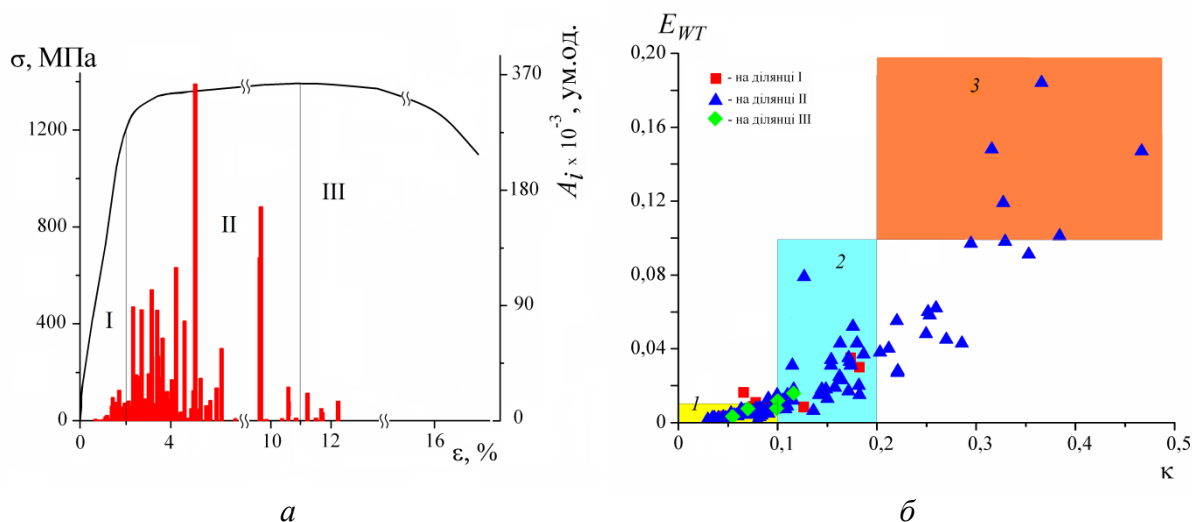 σ, МПа
1200
800
400
0
I
II
III
0
4
10
12
16
ε, %
370
180
90
0
A_i x 10^-3, ум.од.
а
E_WT
0,20
0,16
0,12
0,08
0,04
0
- на ділянці I
- на ділянці II
- на ділянці III
1
2
3
0
0,1
0,2
0,3
0,4
0,5
κ
б